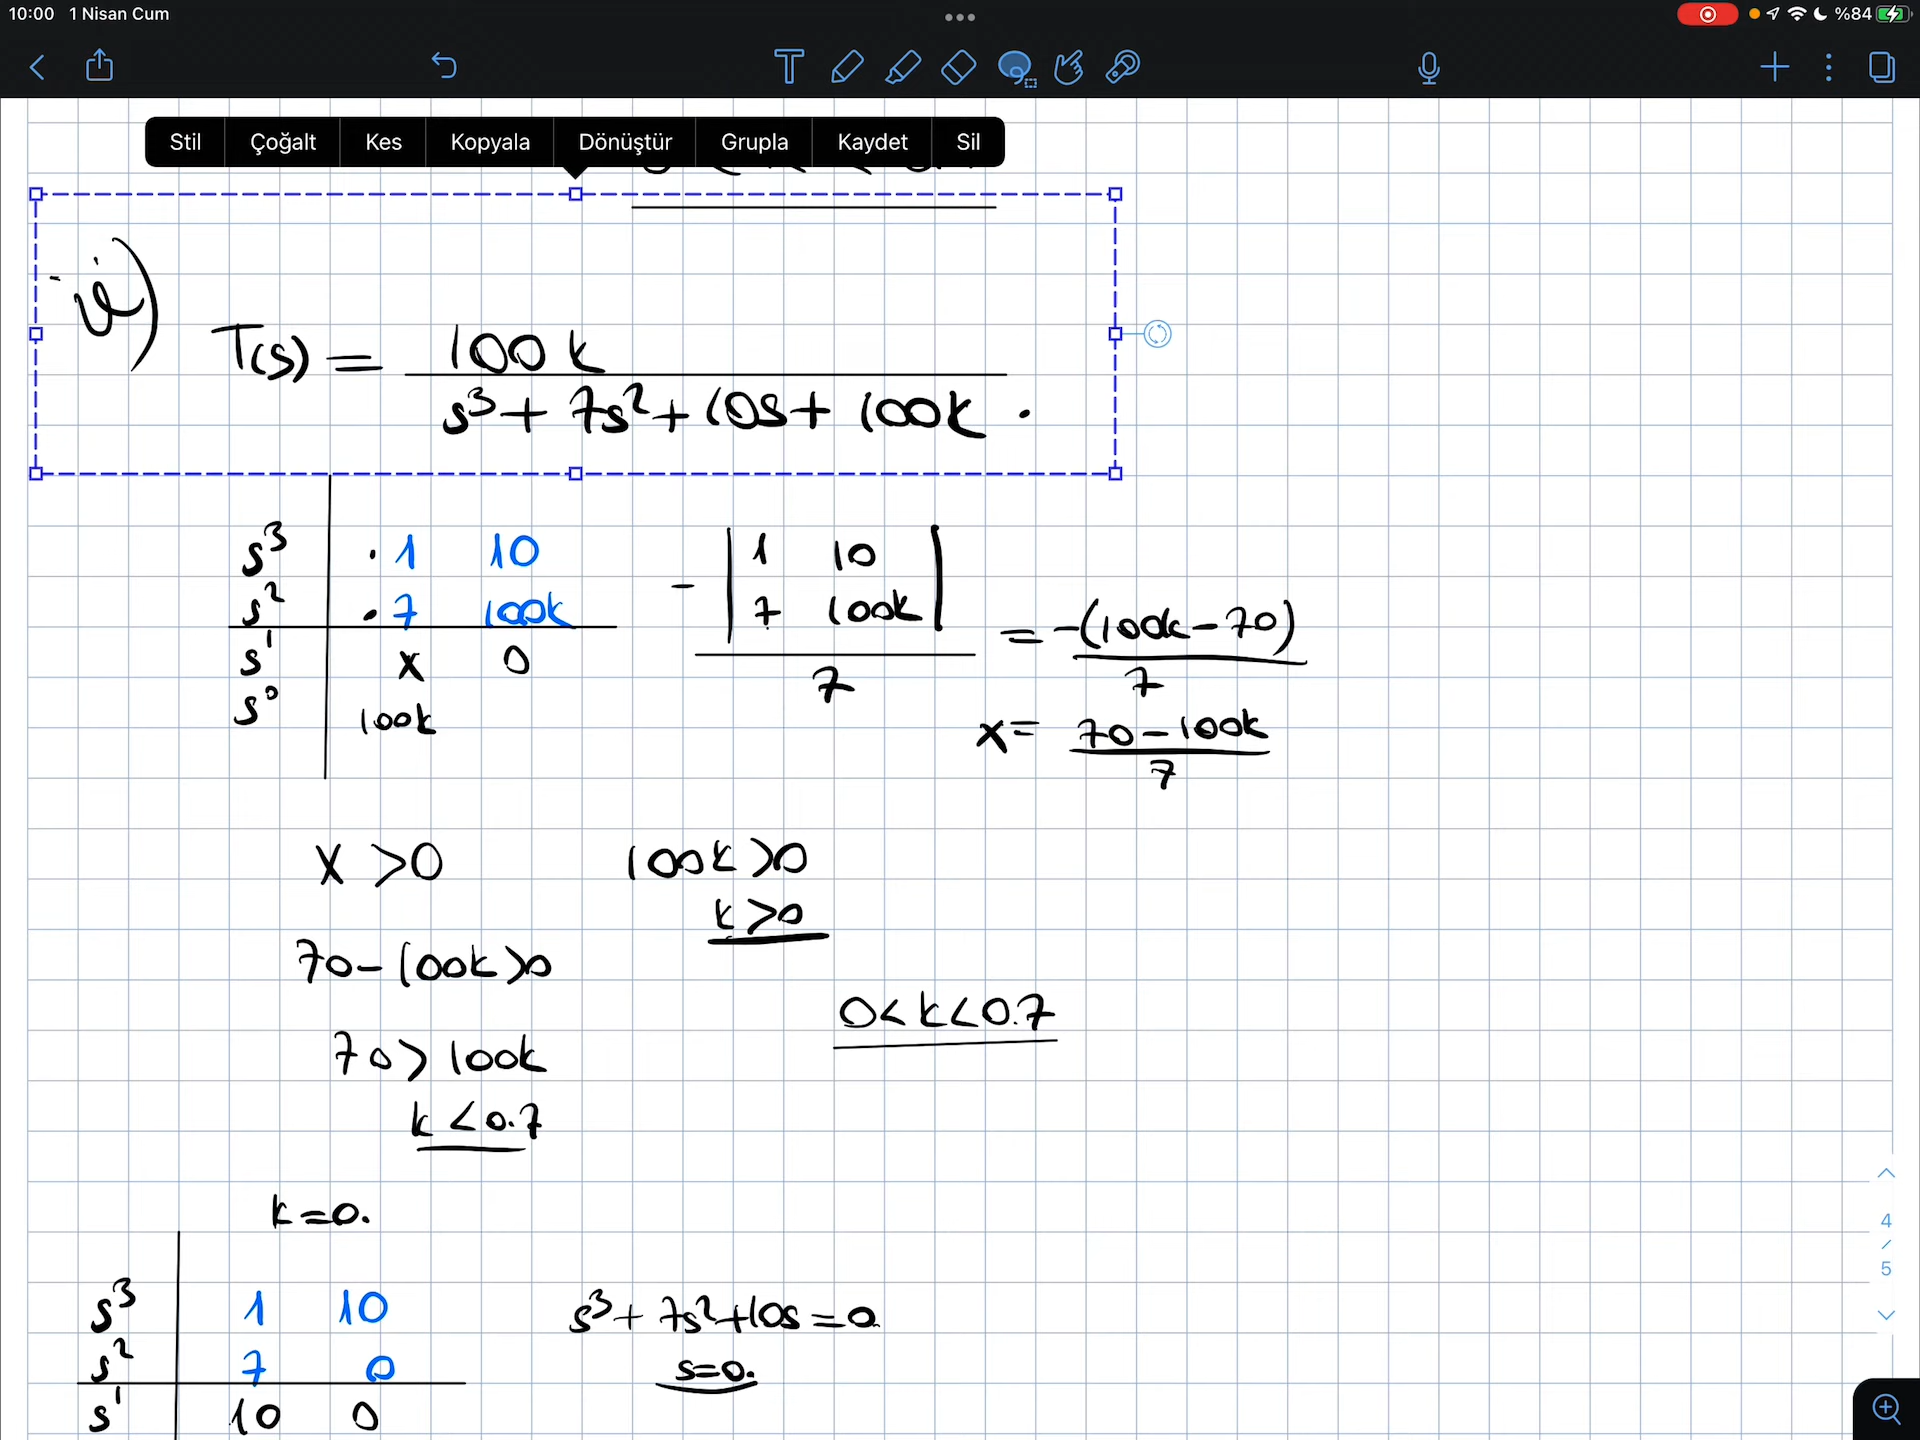 10:00 1 Nisan Cum
%84
Stil Çoğalt Kes Kopyala Dönüştür Grupla Kaydet Sil
ii)
T(s) = 100k
s³ + 7s² + 10s + 100k .
s³ . 1 10
s² . 7 100k
s¹ x 0
s⁰ 100k
- | 1 10 |
| 7 100k |
7
= -(100k - 70)
7
x = 70 - 100k
7
x > 0 100k > 0
k > 0
70 - 100k > 0
0 < k < 0.7
70 > 100k
k < 0.7
k = 0.
s³ 1 10
s² 7 0
s¹ 10 0
s³ + 7s² + 10s = 0
s = 0.
4
/
5